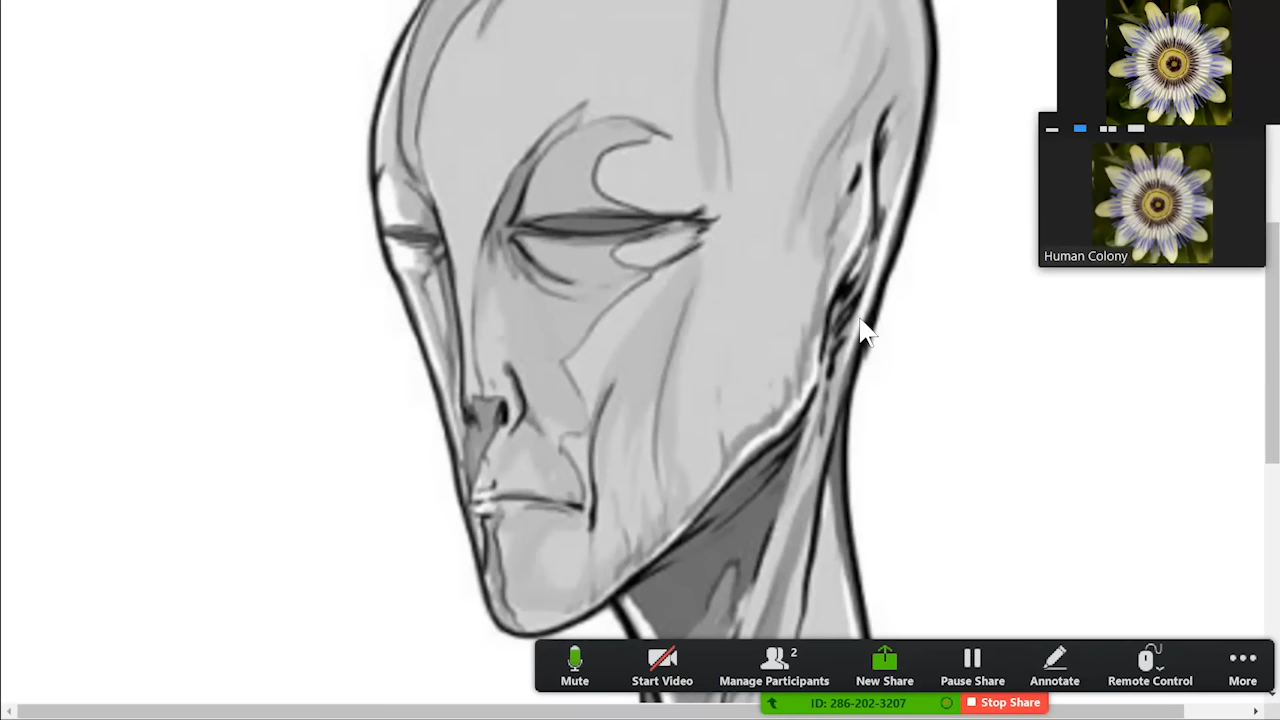 Human Colony
2
Mute
Start Video
Manage Participants
New Share
Pause Share
Annotate
Remote Control
More
ID: 286-202-3207
Stop Share